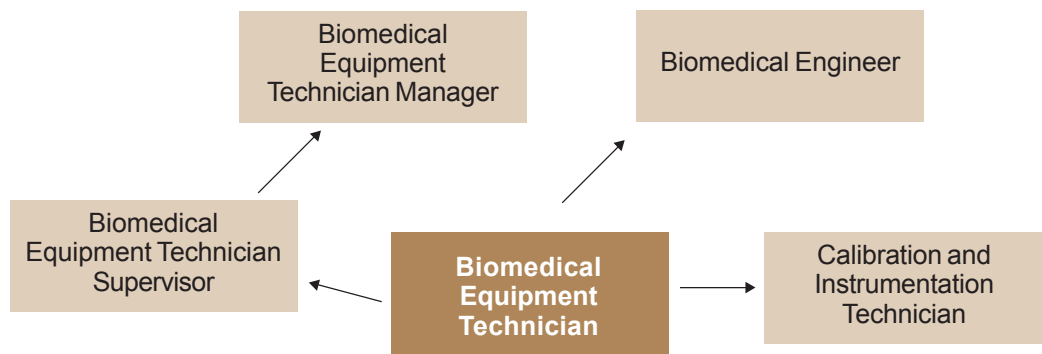 Biomedical
Equipment
Technician Manager
Biomedical Engineer
Biomedical
Equipment Technician
Supervisor
Biomedical
Equipment
Technician
Calibration and
Instrumentation
Technician